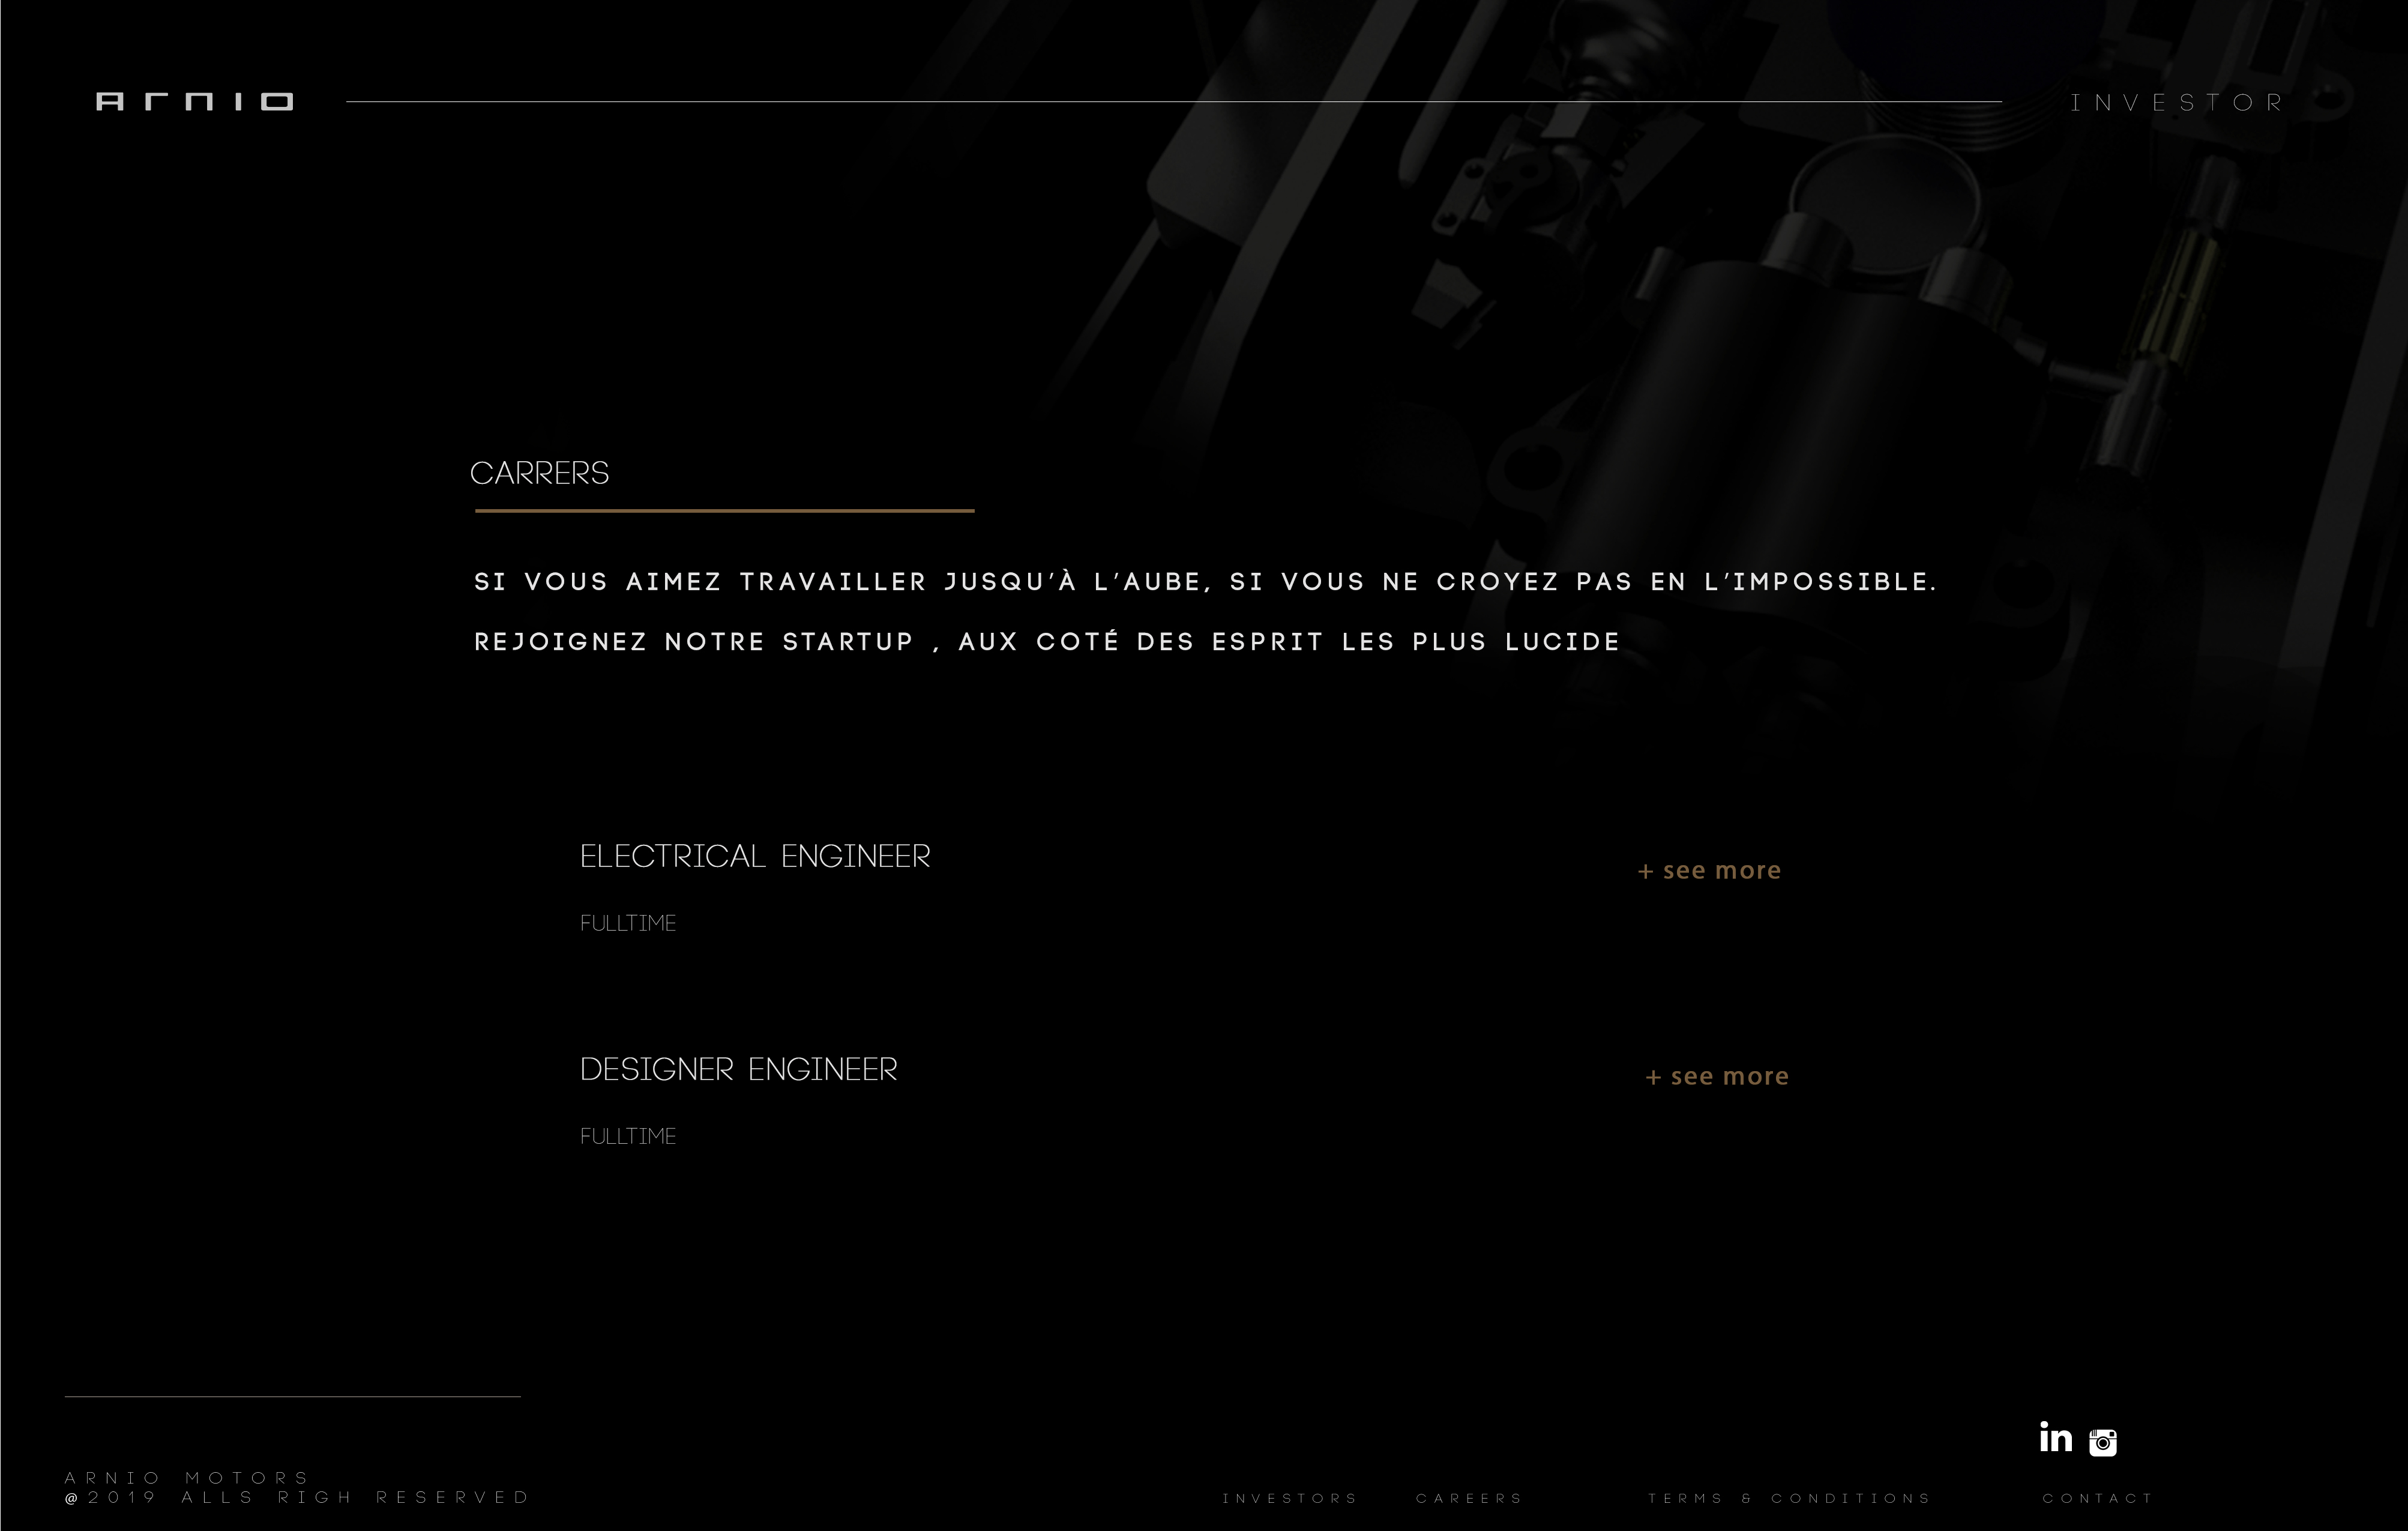 ARNIO
INVESTOR
CARRERS
SI VOUS AIMEZ TRAVAILLER JUSQU'À L'AUBE, SI VOUS NE CROYEZ PAS EN L'IMPOSSIBLE.
REJOIGNEZ NOTRE STARTUP , AUX COTÉ DES ESPRIT LES PLUS LUCIDE
ELECTRICAL ENGINEER
+ see more
FULLTIME
DESIGNER ENGINEER
+ see more
FULLTIME
in
ARNIO MOTORS
@2019 ALLS RIGH RESERVED
INVESTORS CAREERS TERMS & CONDITIONS CONTACT